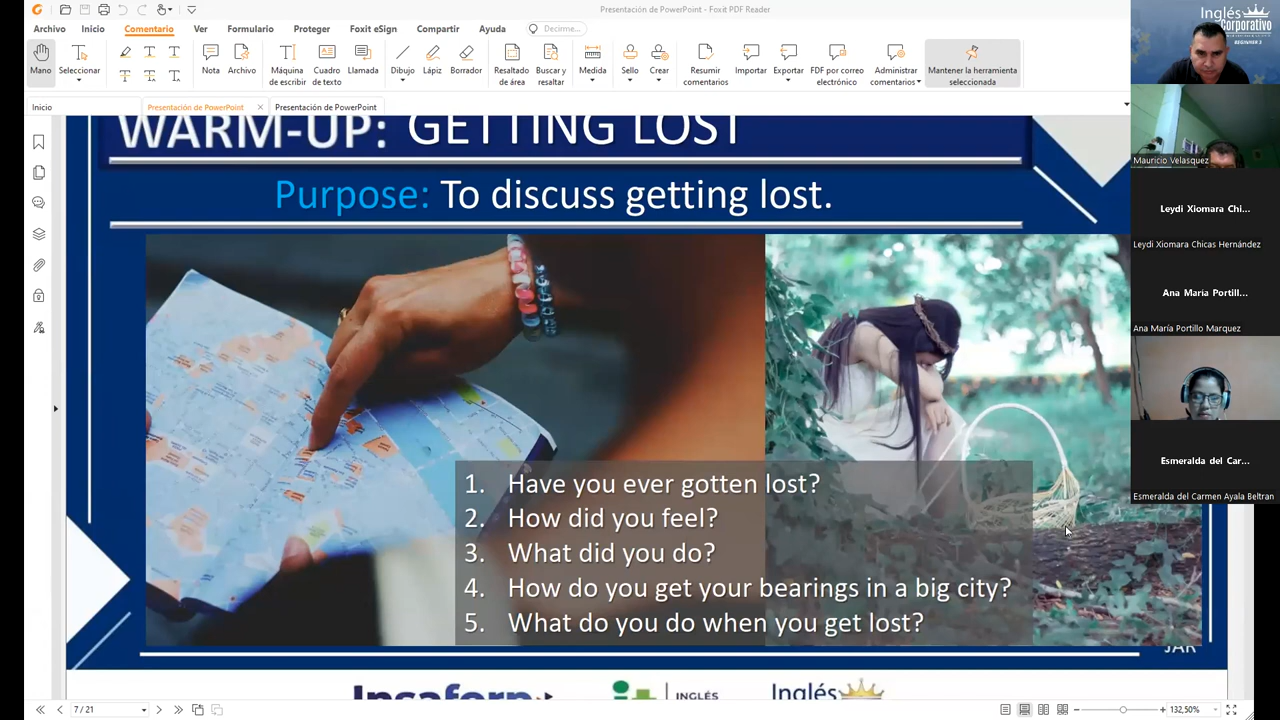 Presentación de PowerPoint - Foxit PDF Reader
Archivo Inicio Comentario Ver Formulario Proteger Foxit eSign Compartir Ayuda Decirme...
Mano Seleccionar Nota Archivo Máquina de escribir Cuadro de texto Llamada Dibujo Lápiz Borrador Resaltado de área Buscar y resaltar Medida Sello Crear Resumir comentarios Importar Exportar PDF por correo electrónico Administrar comentarios Mantener la herramienta seleccionada
Inicio Presentación de PowerPoint Presentación de PowerPoint
WARM-UP: GETTING LOST
Purpose: To discuss getting lost.
1. Have you ever gotten lost?
2. How did you feel?
3. What did you do?
4. How do you get your bearings in a big city?
5. What do you do when you get lost?
JAR
Insaforp
INGLÉS
Inglés
Inglés
Corporativo
BEGINNER 2
Mauricio Velasquez
Leydi Xiomara Chi...
Leydi Xiomara Chicas Hernández
Ana Maria Portill...
Ana María Portillo Marquez
Esmeralda del Car...
Esmeralda del Carmen Ayala Beltran
7 / 21
132,50%